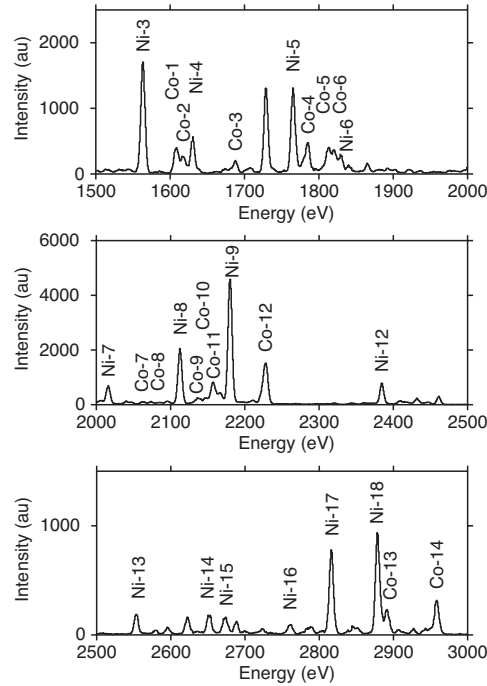 Intensity (au)
2000
1000
0
Ni-3
Co-1
Co-2
Ni-4
Co-3
Ni-5
Co-4
Co-5
Co-6
Ni-6
1500 1600 1700 1800 1900 2000
Energy (eV)
Intensity (au)
6000
4000
2000
0
Ni-7
Co-7
Co-8
Ni-8
Co-9
Co-10
Co-11
Ni-9
Co-12
Ni-12
2000 2100 2200 2300 2400 2500
Energy (eV)
Intensity (au)
1000
0
Ni-13
Ni-14
Ni-15
Ni-16
Ni-17
Ni-18
Co-13
Co-14
2500 2600 2700 2800 2900 3000
Energy (eV)